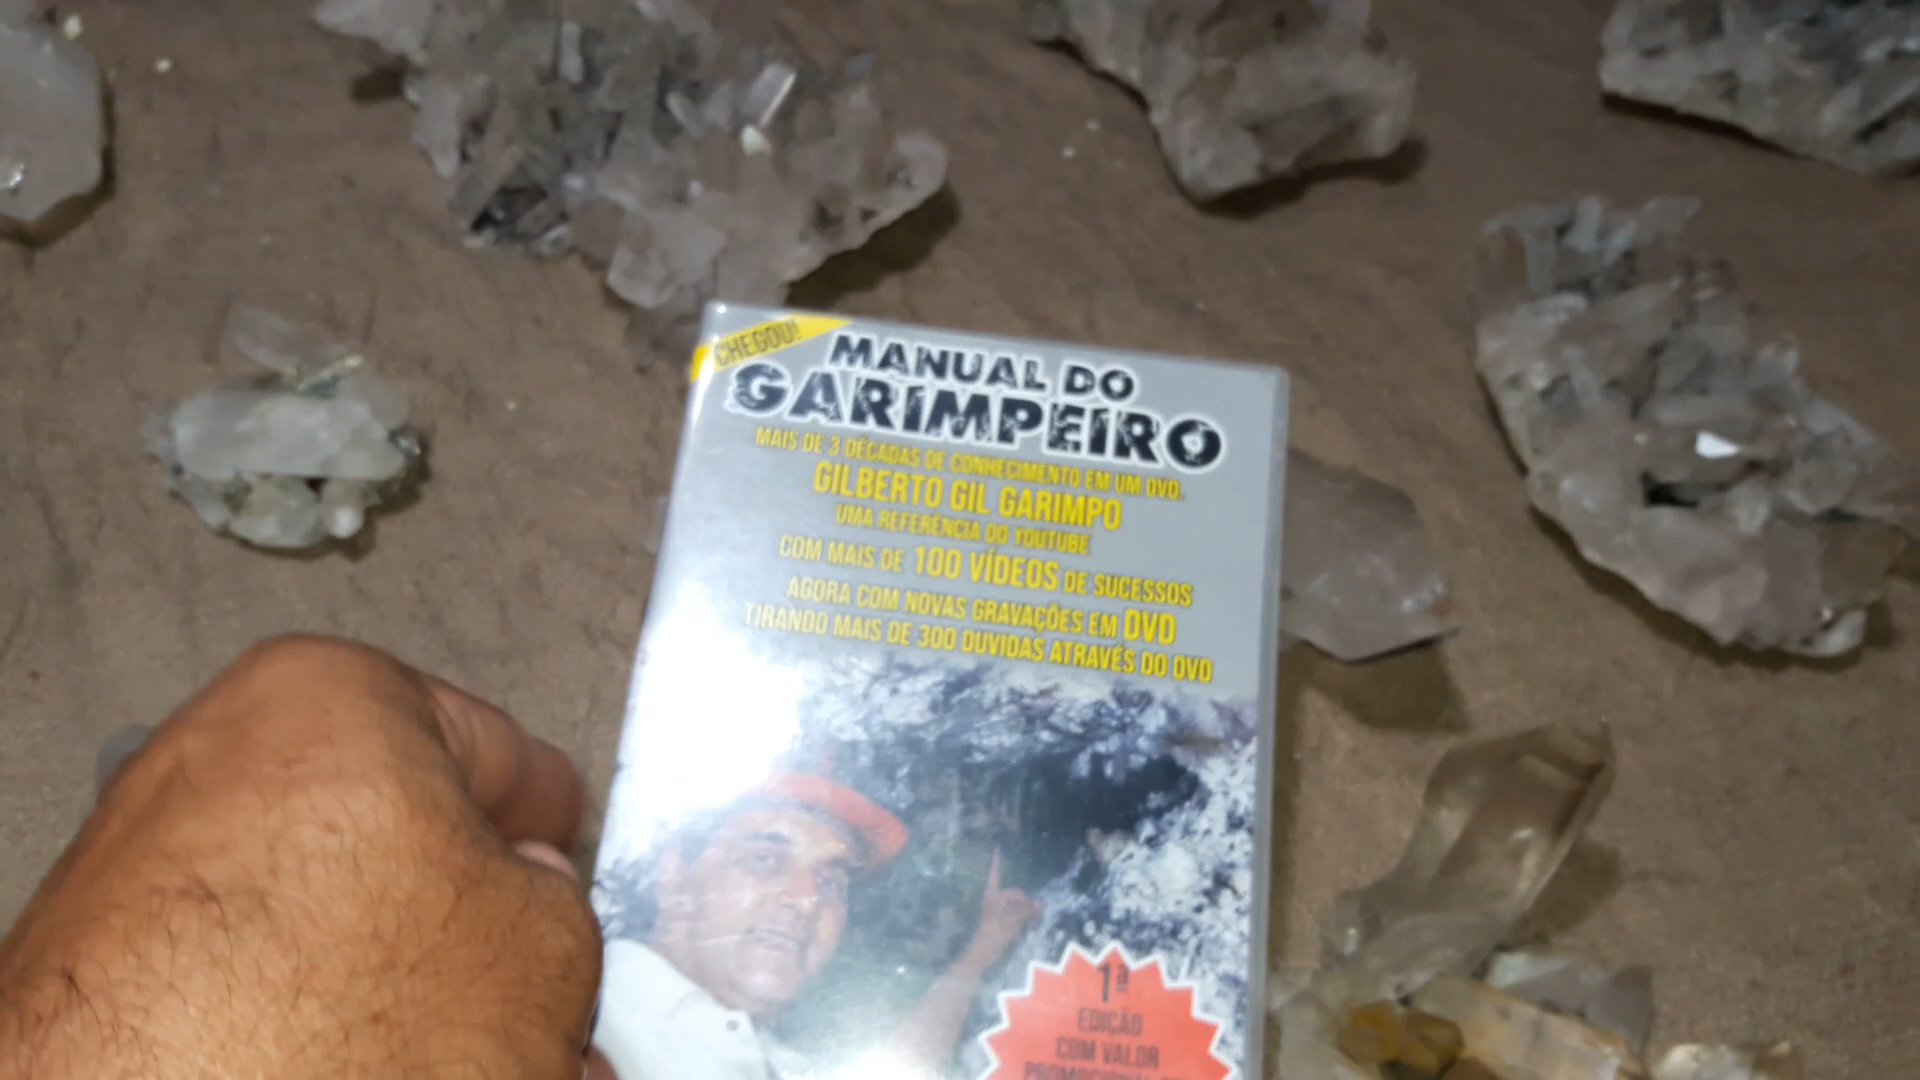 CHEGOU!
MANUAL DO
GARIMPEIRO
MAIS DE 3 DÉCADAS DE CONHECIMENTO EM UM DVD.
GILBERTO GIL GARIMPO
UMA REFERÊNCIA DO YOUTUBE
COM MAIS DE 100 VÍDEOS DE SUCESSOS
AGORA COM NOVAS GRAVAÇÕES EM DVD
TIRANDO MAIS DE 300 DUVIDAS ATRAVÉS DO DVD
1ª
EDIÇÃO
COM VALOR